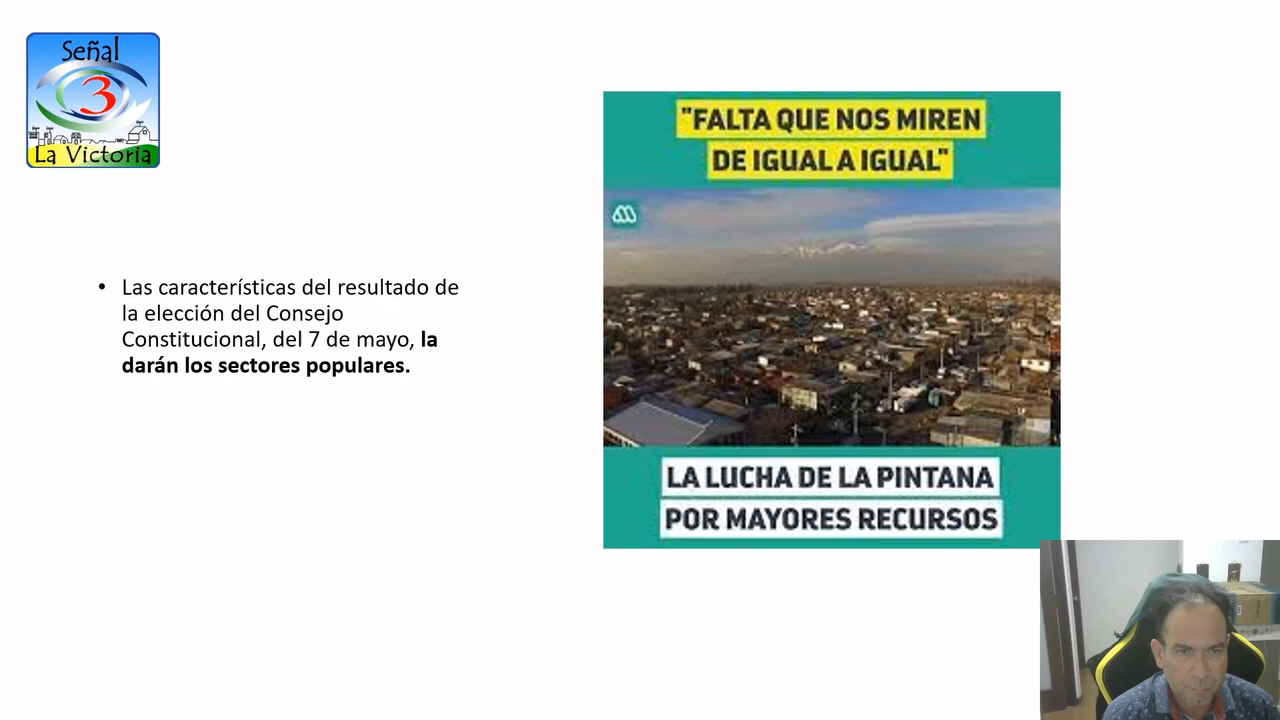 Señal
3
La Victoria
"FALTA QUE NOS MIREN
DE IGUAL A IGUAL"
• Las características del resultado de
la elección del Consejo
Constitucional, del 7 de mayo, la
darán los sectores populares.
LA LUCHA DE LA PINTANA
POR MAYORES RECURSOS